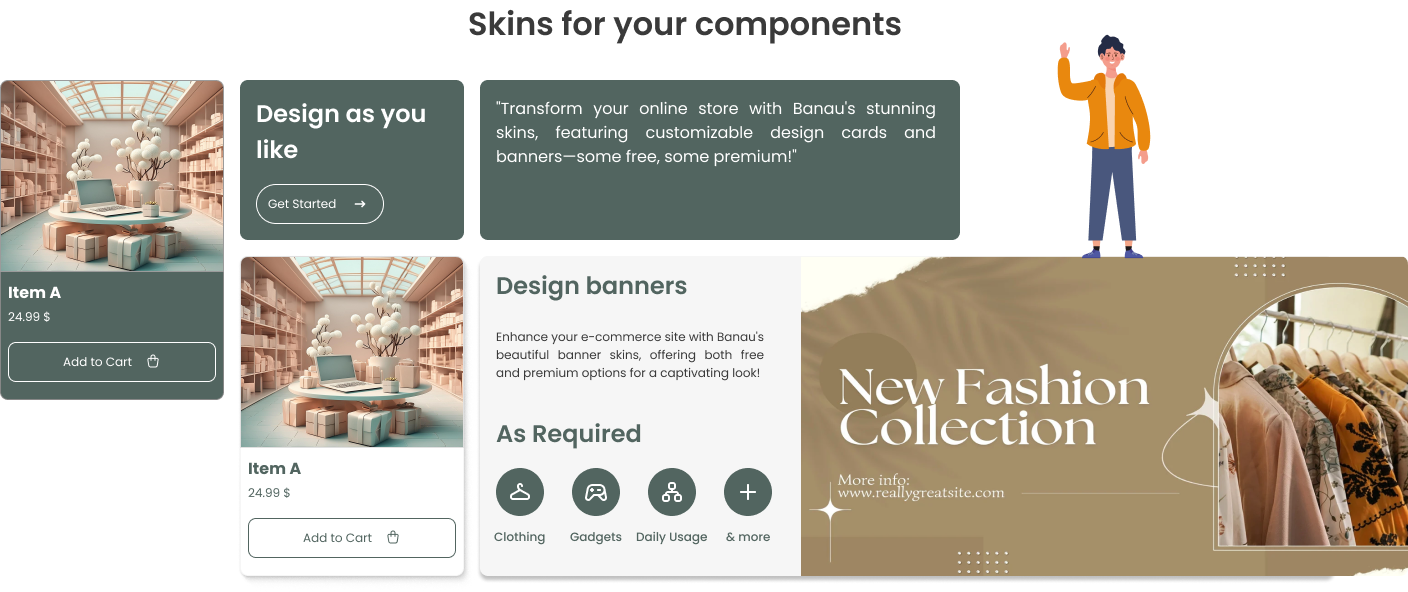 Skins for your components
Item A
24.99 $
Add to Cart
Design as you
like
Get Started
"Transform your online store with Banau's stunning
skins, featuring customizable design cards and
banners—some free, some premium!"
Item A
24.99 $
Add to Cart
Design banners
Enhance your e-commerce site with Banau's
beautiful banner skins, offering both free
and premium options for a captivating look!
As Required
Clothing
Gadgets
Daily Usage
& more
New Fashion
Collection
More info:
www.reallygreatsite.com